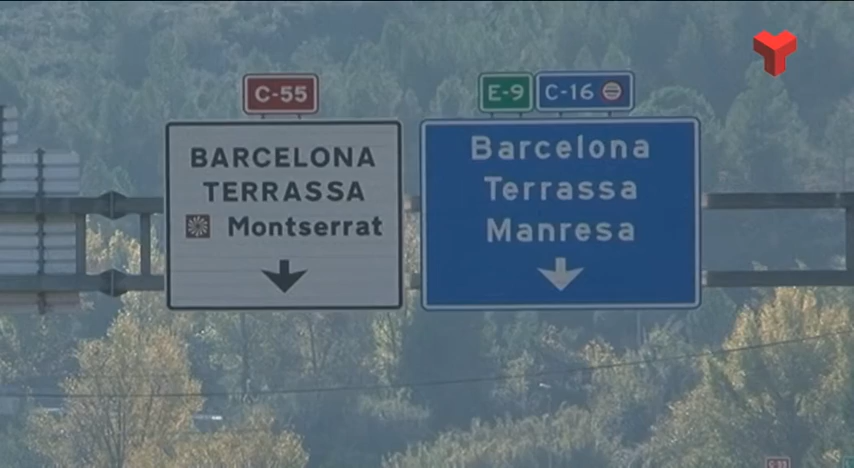 C-55
BARCELONA
TERRASSA
Montserrat
E-9 C-16
Barcelona
Terrassa
Manresa